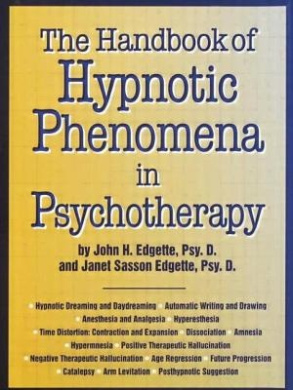 The Handbook of
Hypnotic
Phenomena
in
Psychotherapy
by John H. Edgette, Psy. D.
and Janet Sasson Edgette, Psy. D.
Hypnotic Dreaming and Daydreaming Automatic Writing and Drawing
Anesthesia and Analgesia Hyperesthesia
Time Distortion: Contraction and Expansion Dissociation Amnesia
Hypermnesia Positive Therapeutic Hallucination
Negative Therapeutic Hallucination Age Regression Future Progression
Catalepsy Arm Levitation Posthypnotic Suggestion